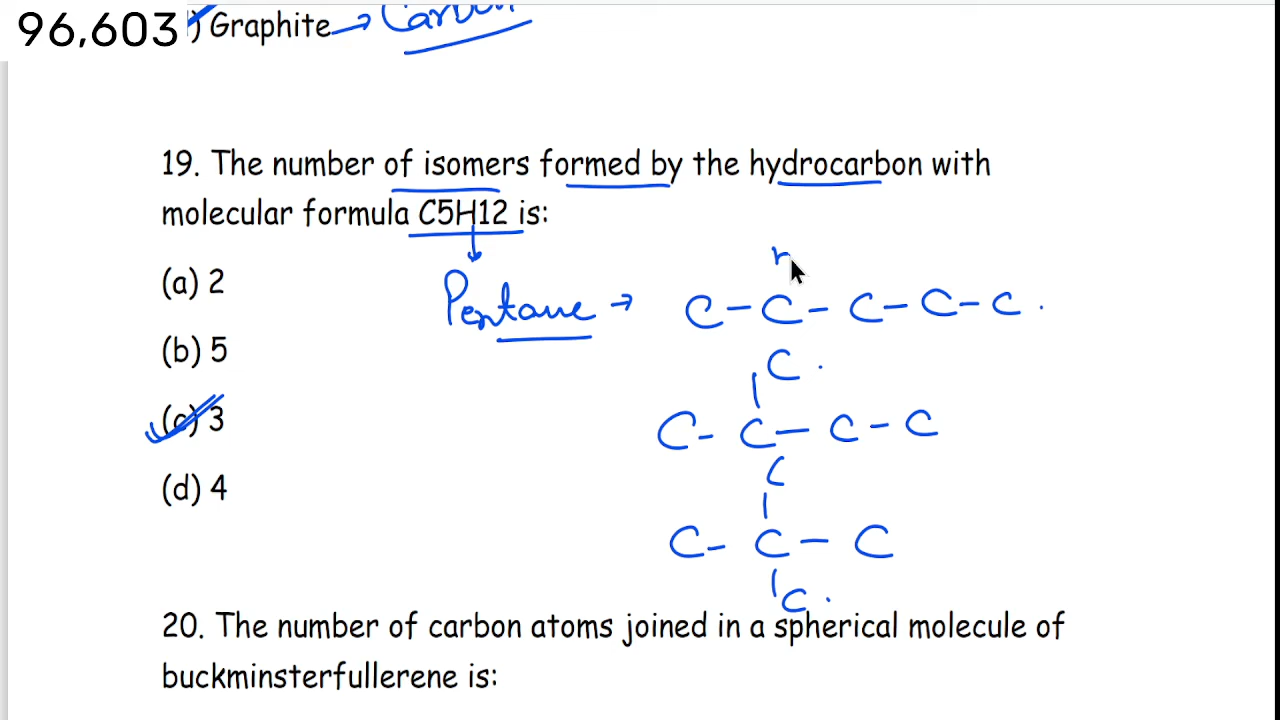 96,603
) Graphite → Carbon
19. The number of isomers formed by the hydrocarbon with
molecular formula C5H12 is:
(a) 2
(b) 5
(c) 3
(d) 4
Pentane → C - C - C - C - C .
C .
C - C - C - C
C
C - C - C
C .
20. The number of carbon atoms joined in a spherical molecule of
buckminsterfullerene is: